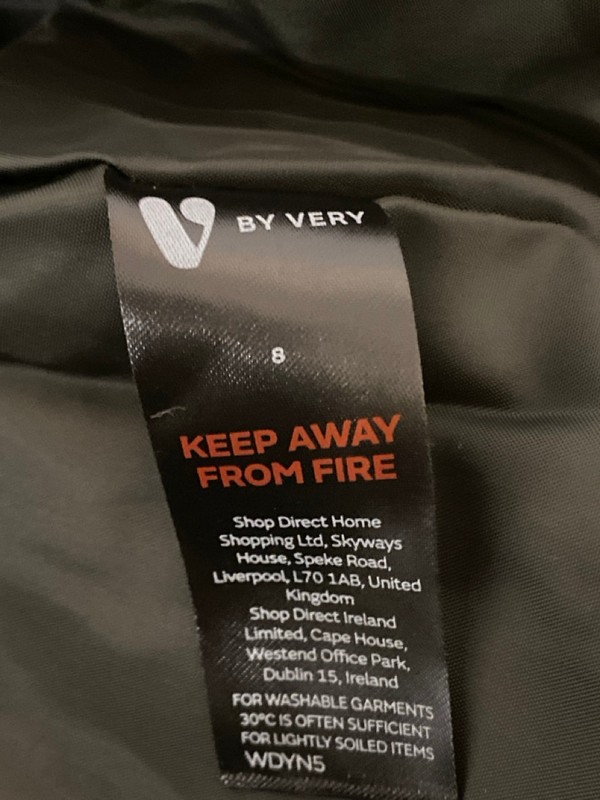 V BY VERY
8
KEEP AWAY
FROM FIRE
Shop Direct Home
Shopping Ltd, Skyways
House, Speke Road,
Liverpool, L70 1AB, United
Kingdom
Shop Direct Ireland
Limited, Cape House,
Westend Office Park,
Dublin 15, Ireland
FOR WASHABLE GARMENTS
30°C IS OFTEN SUFFICIENT
FOR LIGHTLY SOILED ITEMS
WDYN5